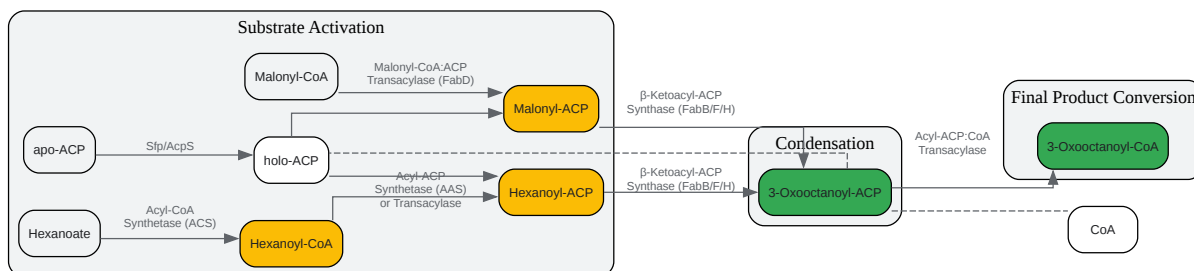 Substrate Activation
Malonyl-CoA
Malonyl-CoA:ACP
Transacylase (FabD)
Malonyl-ACP
β-Ketoacyl-ACP
Synthase (FabB/F/H)
Final Product Conversion
apo-ACP
Sfp/AcpS
holo-ACP
Condensation
Acyl-ACP:CoA
Transacylase
3-Oxooctanoyl-CoA
Acyl-ACP
Synthetase (AAS)
or Transacylase
Hexanoyl-ACP
β-Ketoacyl-ACP
Synthase (FabB/F/H)
3-Oxooctanoyl-ACP
Hexanoate
Acyl-CoA
Synthetase (ACS)
Hexanoyl-CoA
CoA